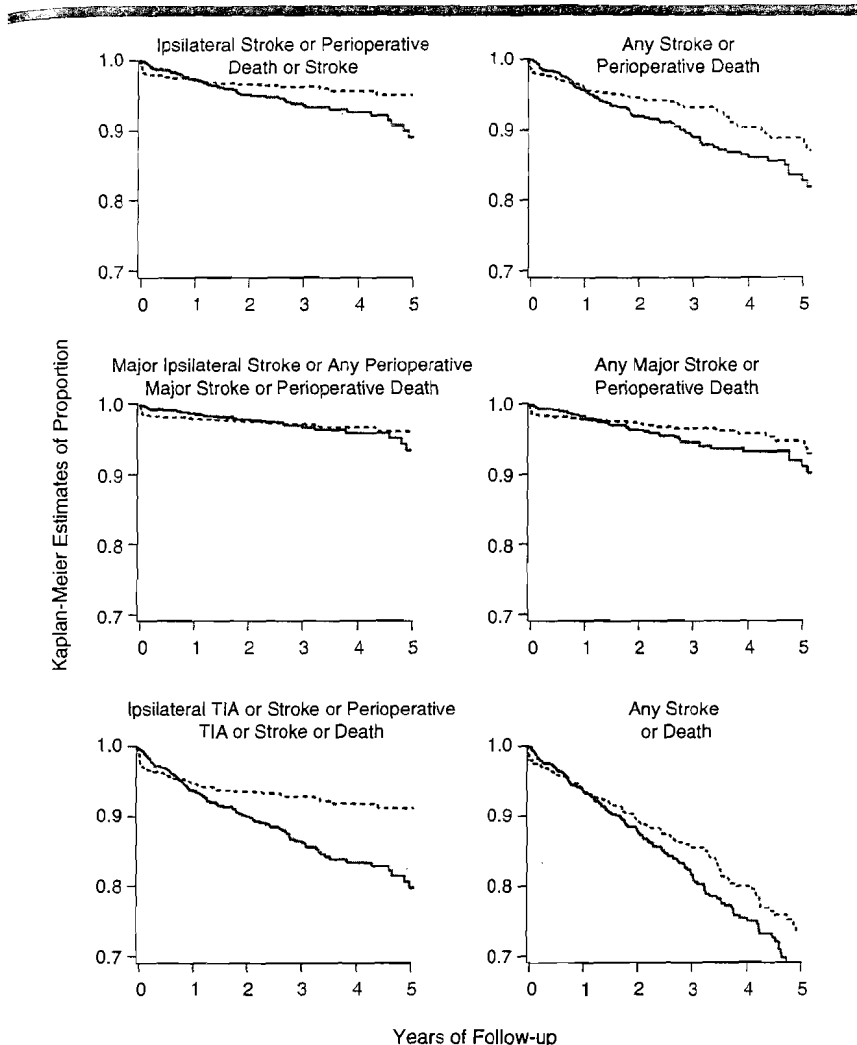 Ipsilateral Stroke or Perioperative
Death or Stroke
1.0
0.9
0.8
0.7
0 1 2 3 4 5
Any Stroke or
Perioperative Death
1.0
0.9
0.8
0.7
0 1 2 3 4 5
Kaplan-Meier Estimates of Proportion
Major Ipsilateral Stroke or Any Perioperative
Major Stroke or Perioperative Death
1.0
0.9
0.8
0.7
0 1 2 3 4 5
Any Major Stroke or
Perioperative Death
1.0
0.9
0.8
0.7
0 1 2 3 4 5
Ipsilateral TIA or Stroke or Perioperative
TIA or Stroke or Death
1.0
0.9
0.8
0.7
0 1 2 3 4 5
Any Stroke
or Death
1.0
0.9
0.8
0.7
0 1 2 3 4 5
Years of Follow-up